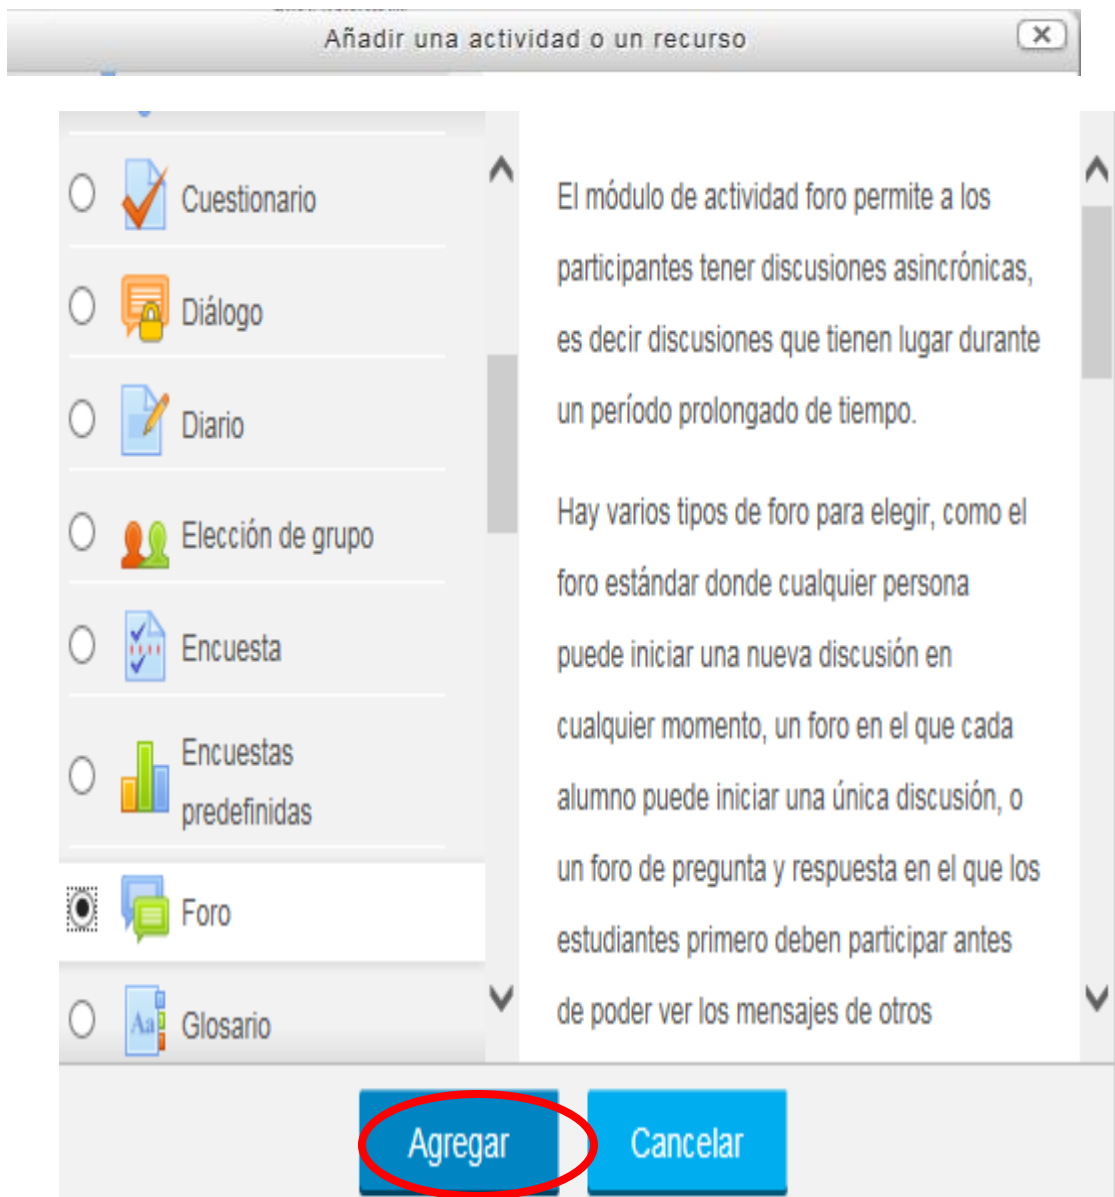 Añadir una actividad o un recurso
Cuestionario
Diálogo
Diario
Elección de grupo
Encuesta
Encuestas
predefinidas
Foro
Glosario
El módulo de actividad foro permite a los
participantes tener discusiones asincrónicas,
es decir discusiones que tienen lugar durante
un período prolongado de tiempo.
Hay varios tipos de foro para elegir, como el
foro estándar donde cualquier persona
puede iniciar una nueva discusión en
cualquier momento, un foro en el que cada
alumno puede iniciar una única discusión, o
un foro de pregunta y respuesta en el que los
estudiantes primero deben participar antes
de poder ver los mensajes de otros
Agregar
Cancelar